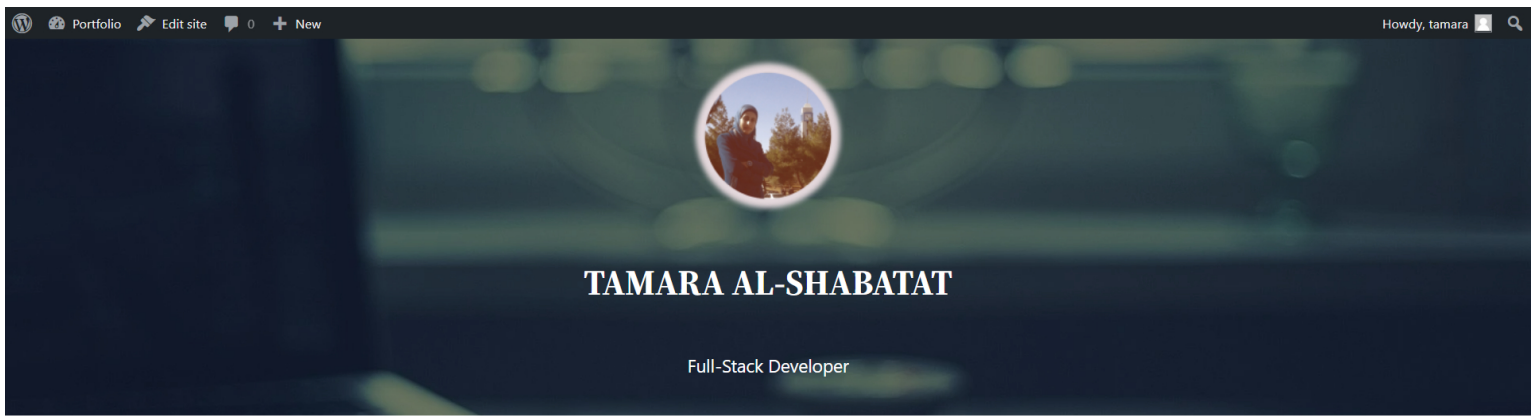 Portfolio Edit site 0 New Howdy, tamara
TAMARA AL-SHABATAT
Full-Stack Developer